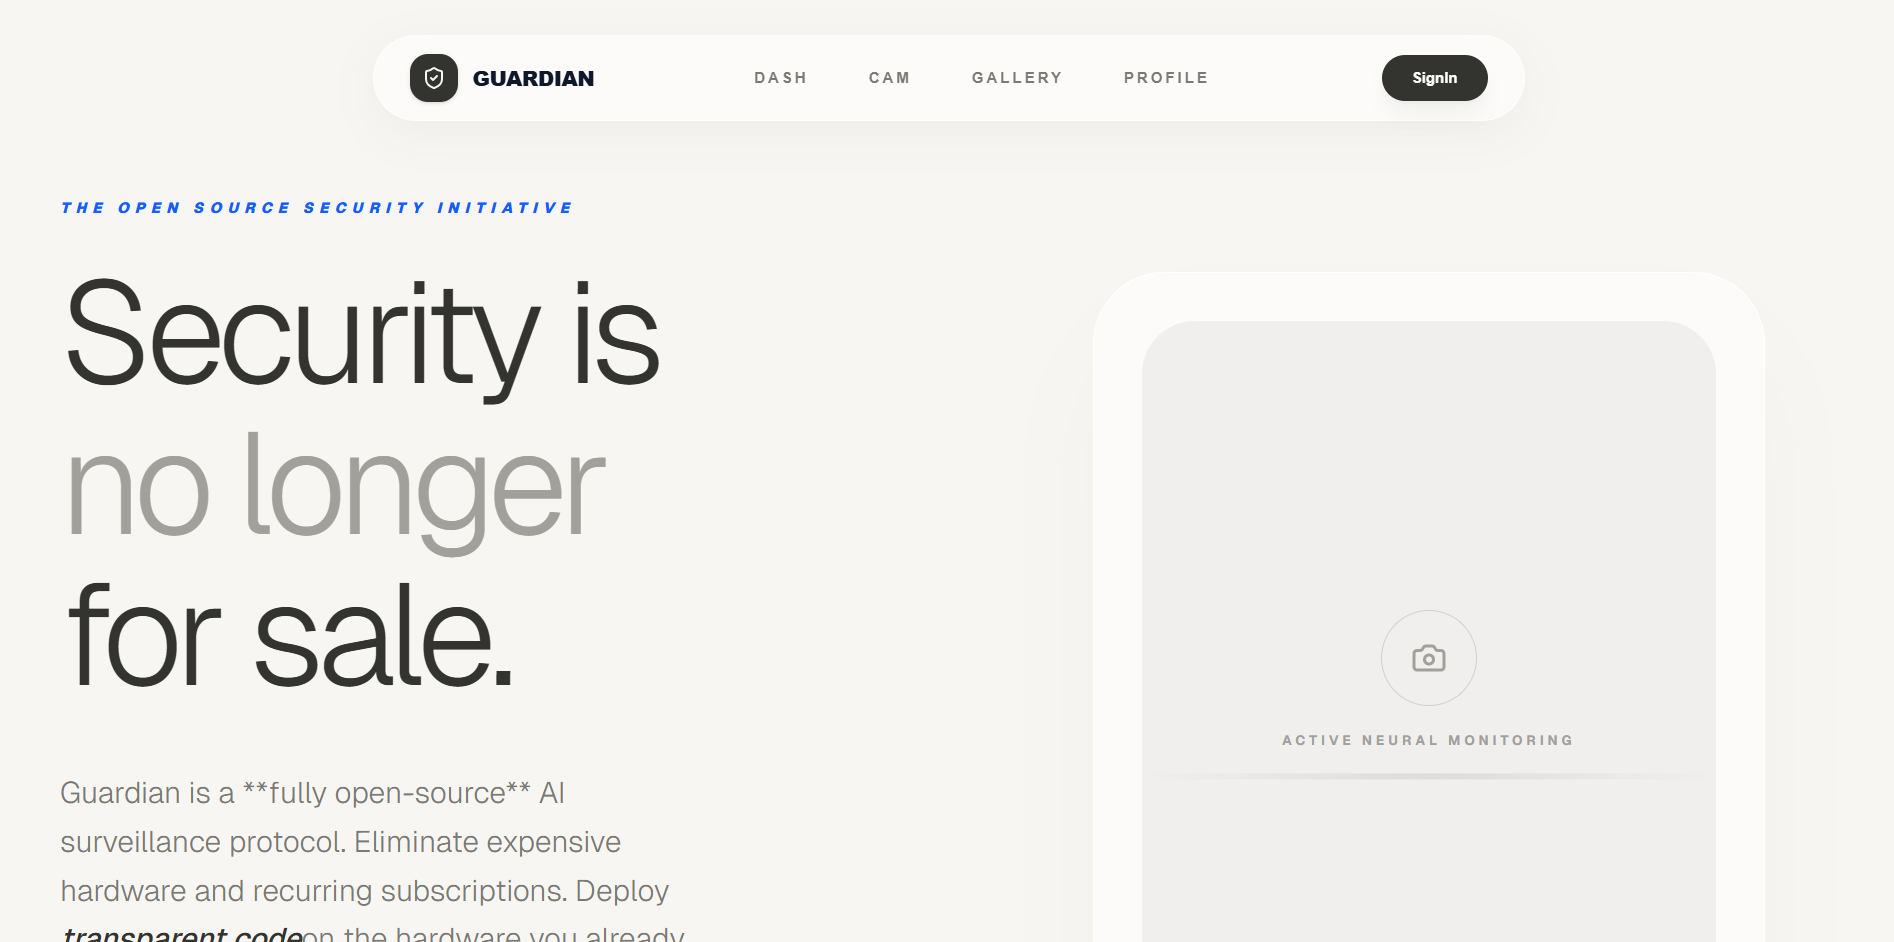 GUARDIAN
DASH
CAM
GALLERY
PROFILE
SignIn
THE OPEN SOURCE SECURITY INITIATIVE
Security is
no longer
for sale.
ACTIVE NEURAL MONITORING
Guardian is a **fully open-source** AI
surveillance protocol. Eliminate expensive
hardware and recurring subscriptions. Deploy
transparent codeon the hardware you already